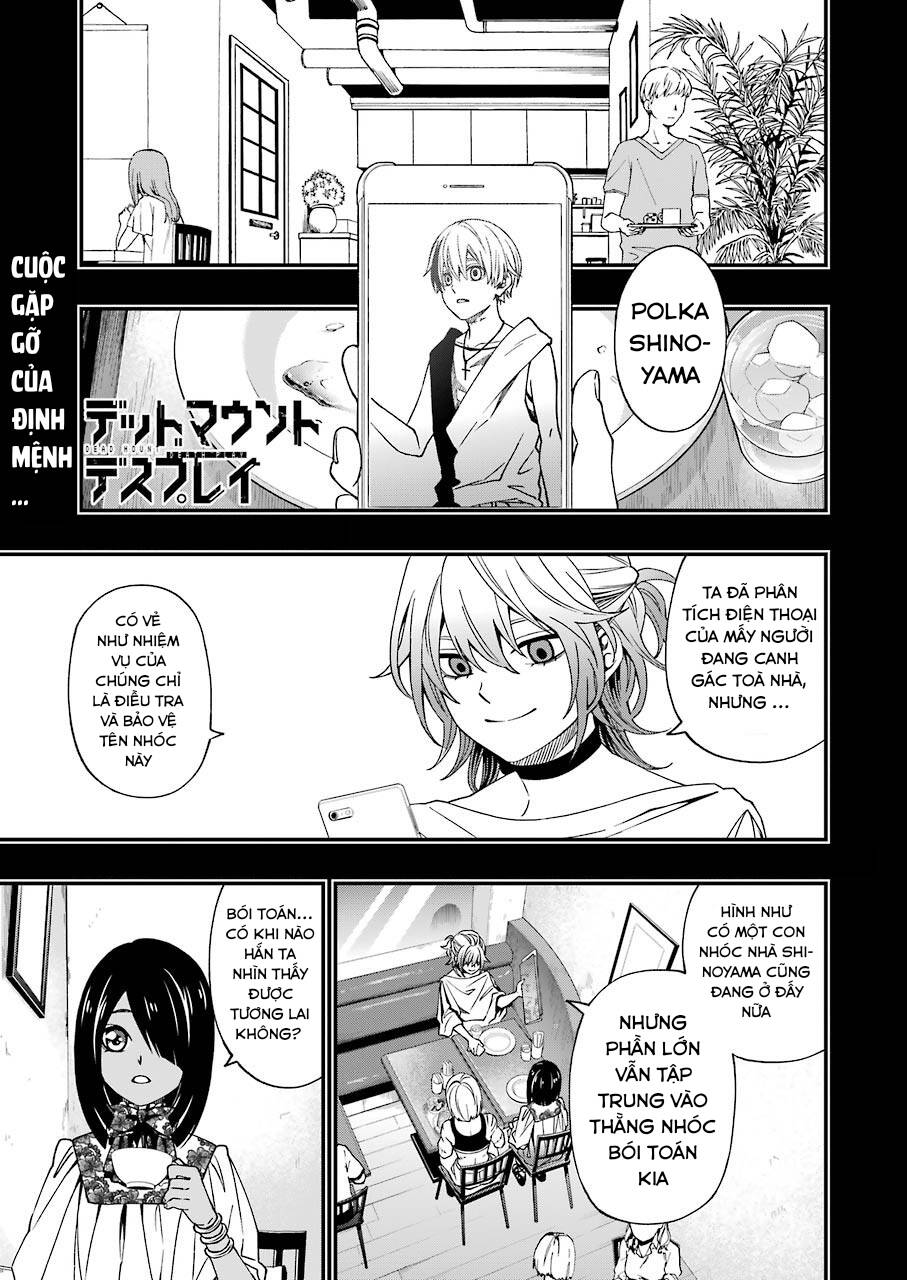 CUỘC
GẶP
GỠ
CỦA
ĐỊNH
MỆNH
...
POLKA
SHINO-
YAMA
デッドマウント
DEAD MOUNT DEATH PLAY
デスプレイ
TA ĐÃ PHÂN
TÍCH ĐIỆN THOẠI
CỦA MẤY NGƯỜI
ĐANG CANH
GÁC TOÀ NHÀ,
NHƯNG ...
CÓ VẺ
NHƯ NHIỆM
VỤ CỦA
CHÚNG CHỈ
LÀ ĐIỀU TRA
VÀ BẢO VỆ
TÊN NHÓC
NÀY
HÌNH NHƯ
CÓ MỘT CON
NHÓC NHÀ SHI-
NOYAMA CŨNG
ĐANG Ở ĐẤY
NỮA
NHƯNG
PHẦN LỚN
VẪN TẬP
TRUNG VÀO
THẰNG NHÓC
BÓI TOÁN
KIA
BÓI TOÁN...
CÓ KHI NÀO
HẮN TA
NHÌN THẤY
ĐƯỢC
TƯƠNG LAI
KHÔNG?